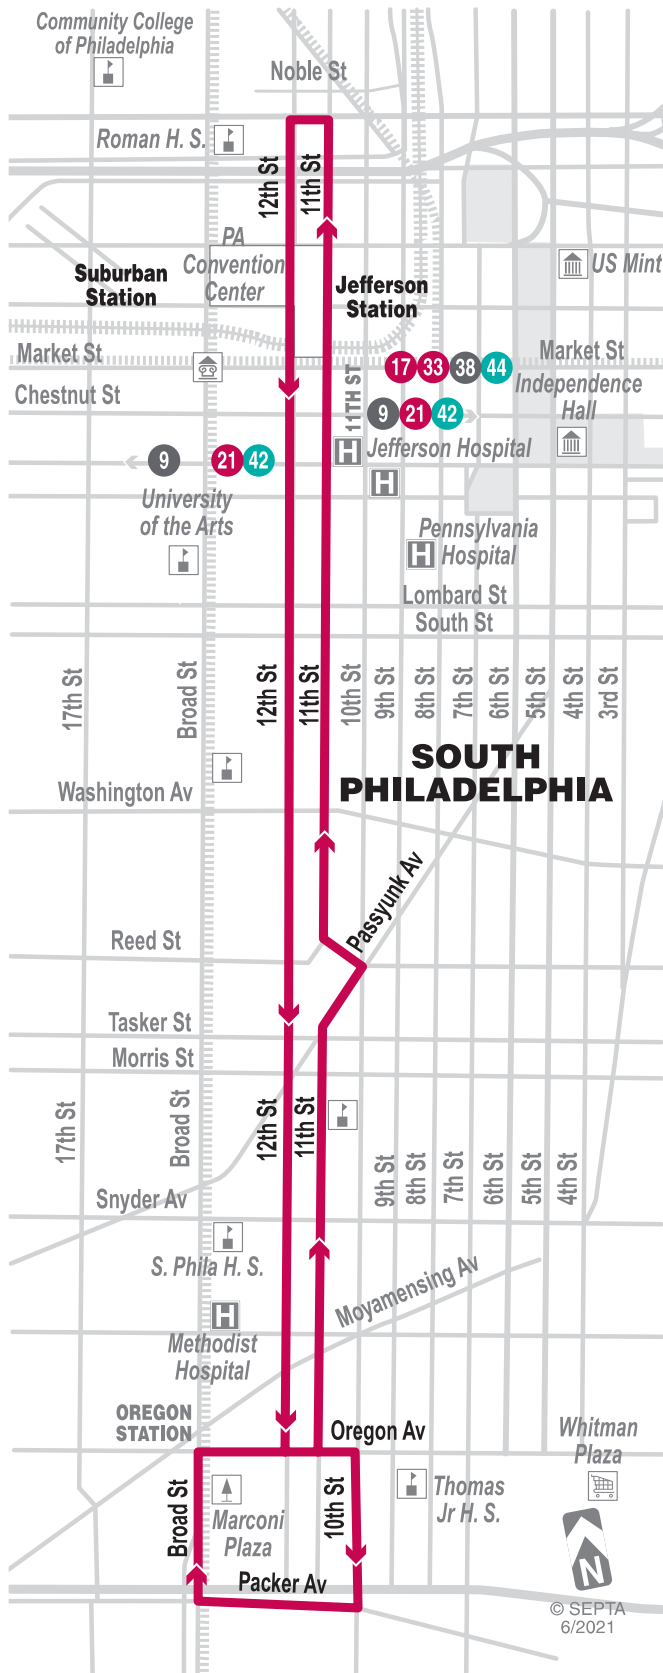 Community College
of Philadelphia
Noble St
Roman H. S.
12th St
11th St
PA
Convention
Center
US Mint
Suburban
Station
Jefferson
Station
Market St
Market St
17 33 38 44
Chestnut St
11TH ST
Independence
Hall
9 21 42
H
Jefferson Hospital
9 21 42
H
University
of the Arts
Pennsylvania
Hospital
H
Lombard St
South St
17th St
Broad St
12th St
11th St
10th St
9th St
8th St
7th St
6th St
5th St
4th St
3rd St
SOUTH
PHILADELPHIA
Washington Av
Passyunk Av
Reed St
Tasker St
Morris St
17th St
Broad St
12th St
11th St
9th St
8th St
7th St
6th St
5th St
4th St
Snyder Av
S. Phila H. S.
Moyamensing Av
H
Methodist
Hospital
OREGON
STATION
Oregon Av
Whitman
Plaza
Broad St
Marconi
Plaza
10th St
Thomas
Jr H. S.
N
Packer Av
© SEPTA
6/2021